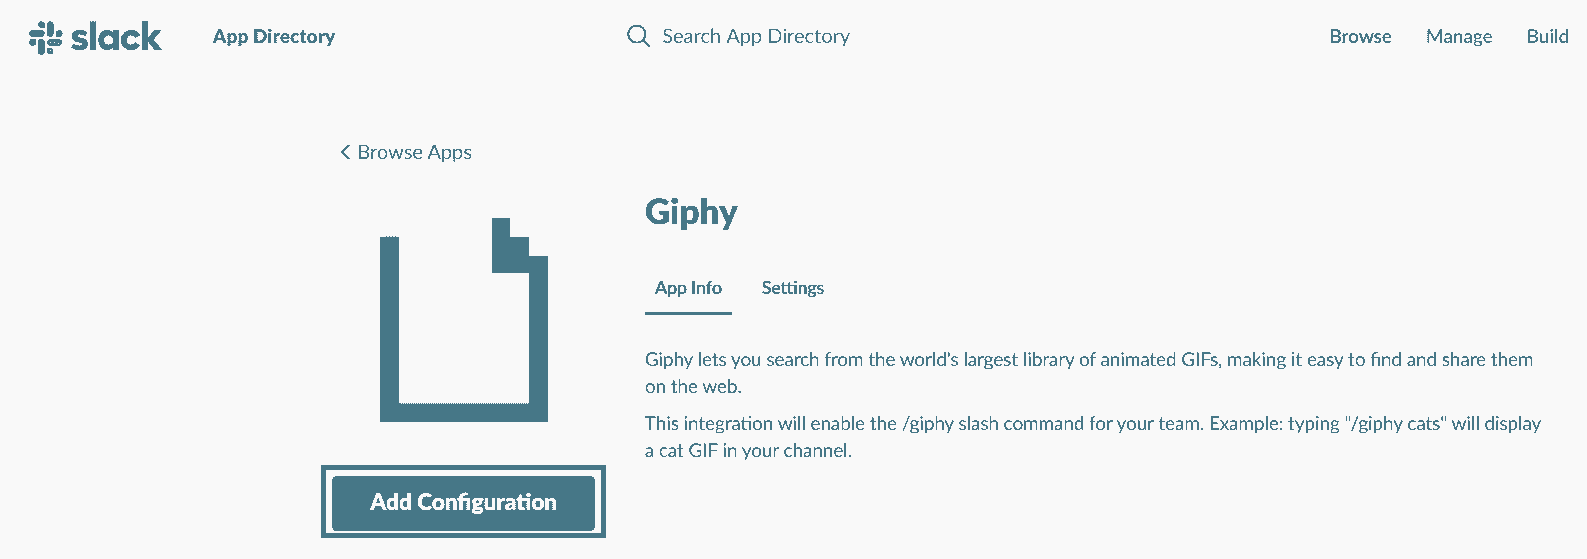 slack App Directory Search App Directory Browse Manage Build
< Browse Apps
Giphy
App Info Settings
Giphy lets you search from the world's largest library of animated GIFs, making it easy to find and share them
on the web.
This integration will enable the /giphy slash command for your team. Example: typing "/giphy cats" will display
a cat GIF in your channel.
Add Configuration